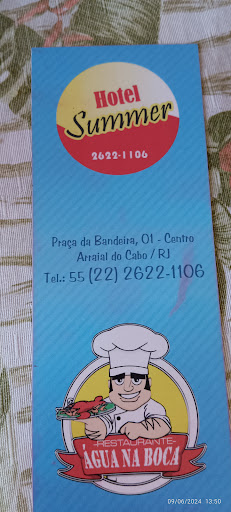 Hotel
Summer
2622-1106
Praça da Bandeira, 01 - Centro
Arraial do Cabo / RJ
Tel.: 55 (22) 2622-1106
-RESTAURANTE-
ÁGUA NA BOCA
09/06/2024 13:50